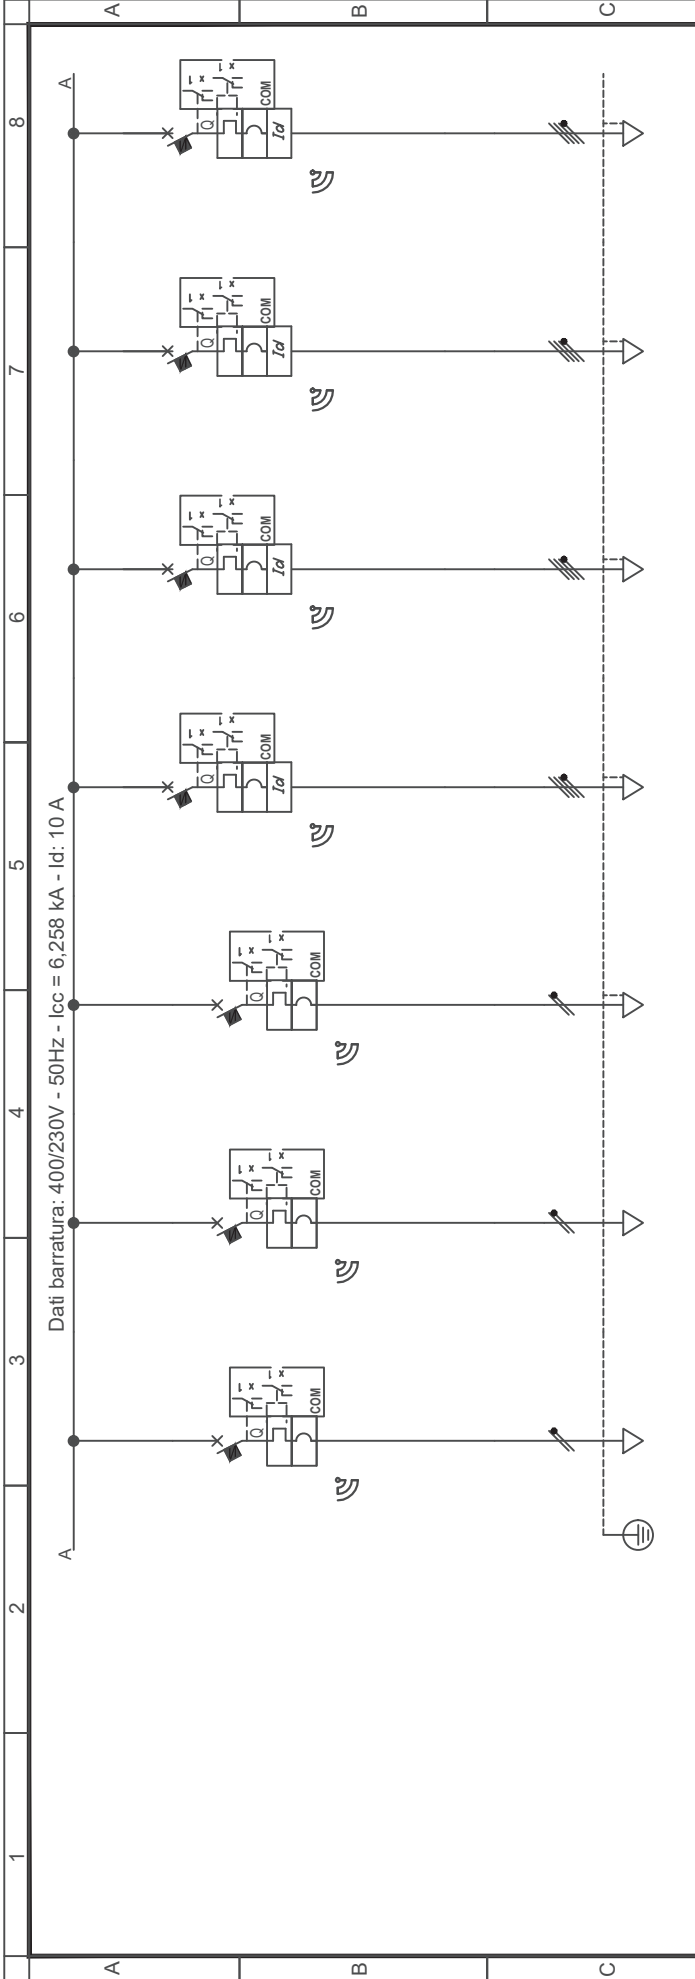 1
2
3
4
5
6
7
8
A
B
C
A
B
C
Dati barratura: 400/230V - 50Hz - Icc = 6,258 kA - Id: 10 A
A
A
Q
COM
Q
COM
Q
COM
Q
COM
Id
Q
COM
Id
Q
COM
Id
Q
COM
Id